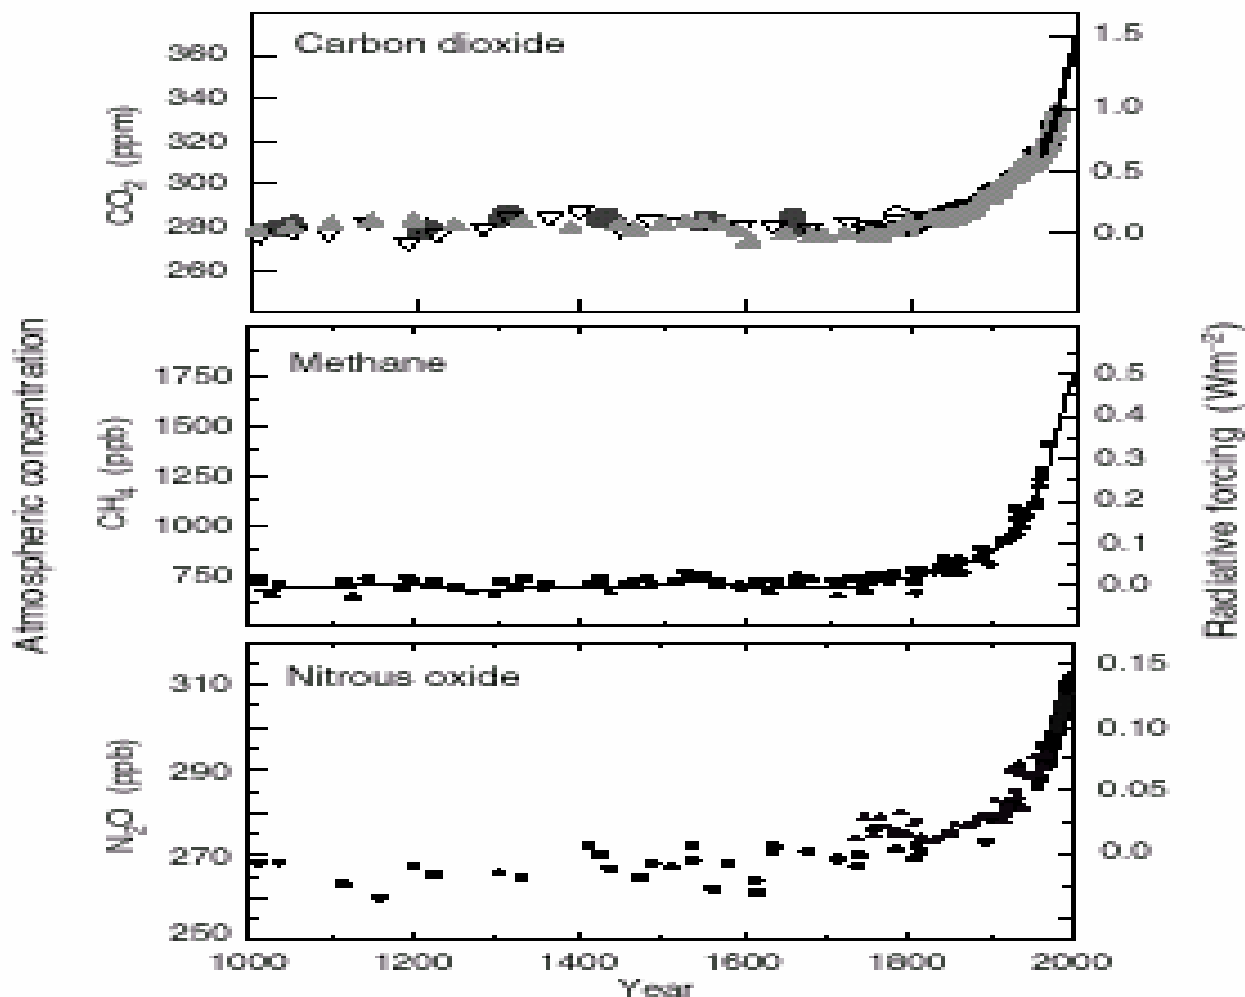 Carbon dioxide
360
340
320
300
280
260
CO₂ (ppm)
1.5
1.0
0.5
0.0
Methane
1750
1500
1250
1000
750
CH₄ (ppb)
0.5
0.4
0.3
0.2
0.1
0.0
Nitrous oxide
310
290
270
250
N₂O (ppb)
0.15
0.10
0.05
0.0
Atmospheric concentration
Radiative forcing (Wm⁻²)
1000 1200 1400 1600 1800 2000
Year